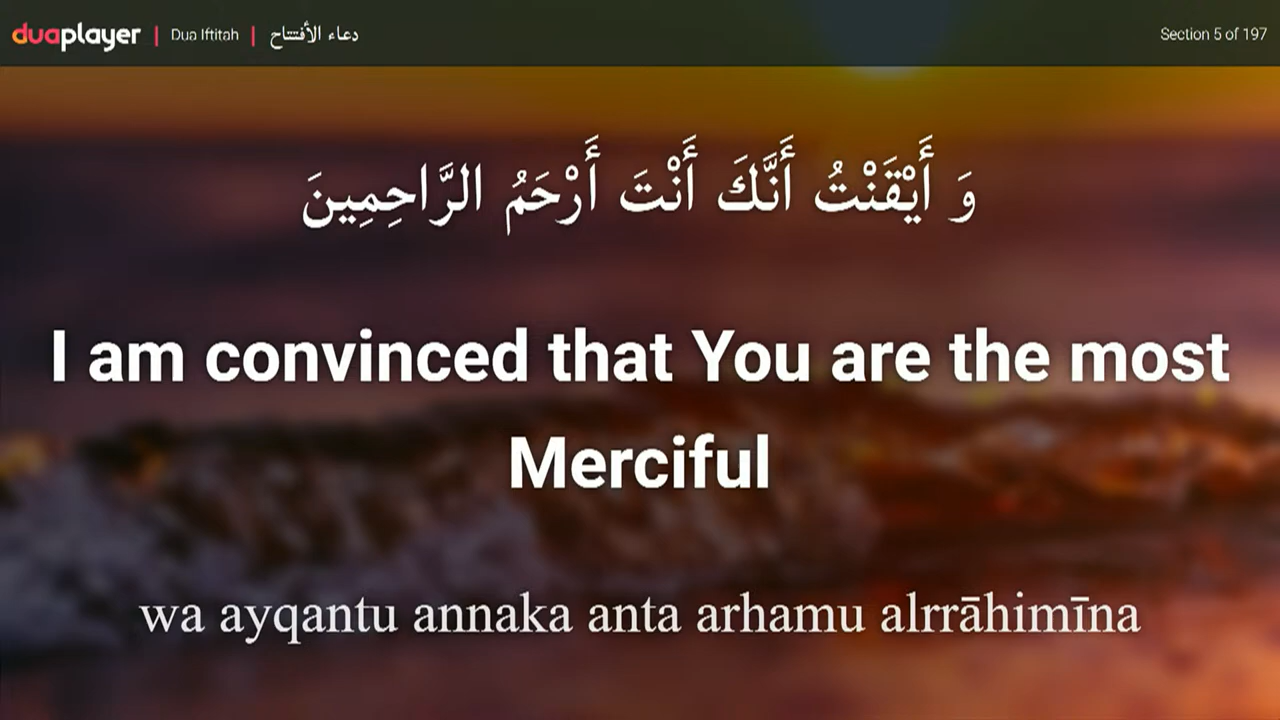 duaplayer | Dua Iftitah | دعاء الأفتتاح
Section 5 of 197
وَ أَيْقَنْتُ أَنَّكَ أَنْتَ أَرْحَمُ الرَّاحِمِينَ
I am convinced that You are the most
Merciful
wa ayqantu annaka anta arhamu alrrāhimīna